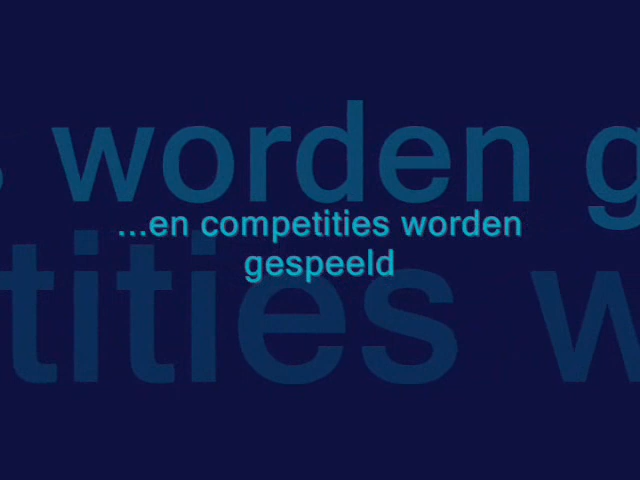 s worden g
...en competities worden
gespeeld
tities w